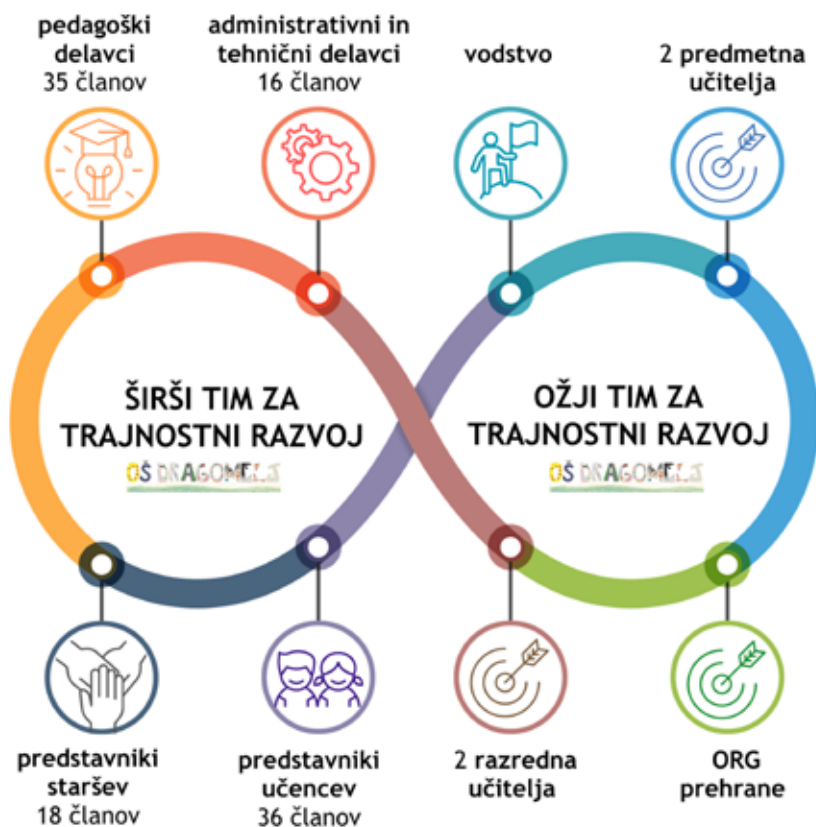 pedagoški
delavci
35 članov
administrativni in
tehnični delavci
16 članov
vodstvo
2 predmetna
učitelja
ŠIRŠI TIM ZA
TRAJNOSTNI RAZVOJ
OŠ DRAGOMELJ
OŽJI TIM ZA
TRAJNOSTNI RAZVOJ
OŠ DRAGOMELJ
predstavniki
staršev
18 članov
predstavniki
učencev
36 članov
2 razredna
učitelja
ORG
prehrane